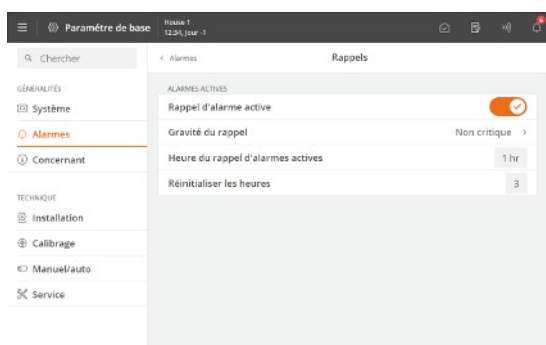 Paramétre de base
House 1
12:34, Jour -1
Chercher
GÉNÉRALITÉS
Système
Alarmes
Concernant
TECHNIQUE
Installation
Calibrage
Manuel/auto
Service
< Alarmes
Rappels
ALARMES ACTIVES
Rappel d'alarme active
Gravité du rappel
Non critique >
Heure du rappel d'alarmes actives
1 hr
Réinitialiser les heures
3